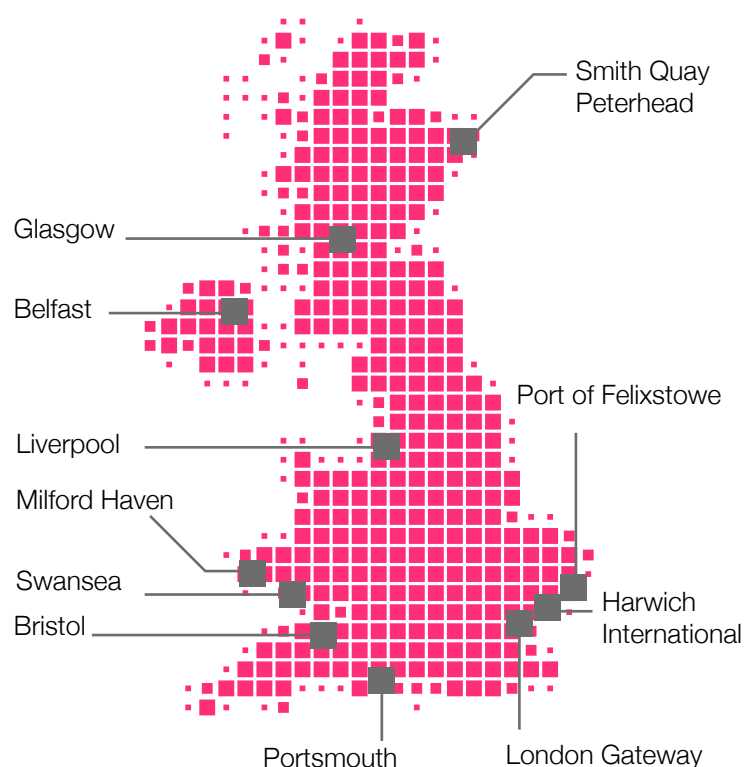 Smith Quay
Peterhead
Glasgow
Belfast
Port of Felixstowe
Liverpool
Milford Haven
Swansea
Harwich
International
Bristol
Portsmouth
London Gateway